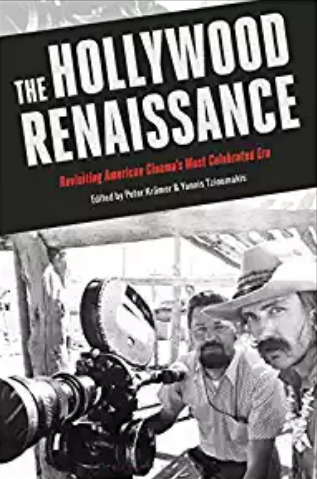 THE HOLLYWOOD
RENAISSANCE
Revisiting American Cinema's Most Celebrated Era
Edited by Peter Krämer & Yannis Tzioumakis